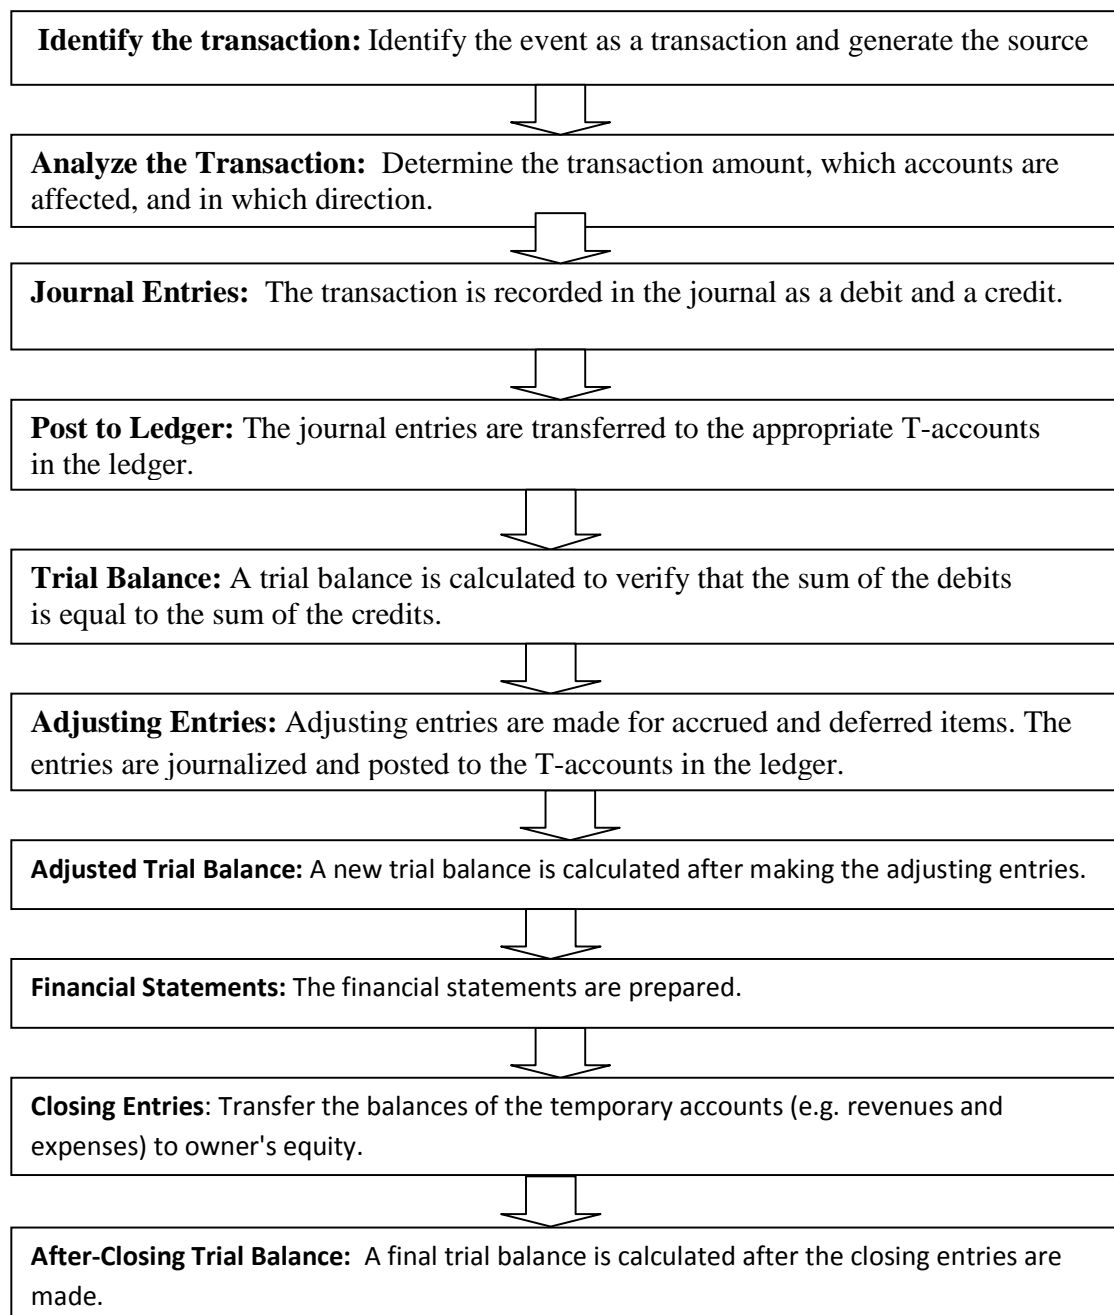 Identify the transaction: Identify the event as a transaction and generate the source
Analyze the Transaction: Determine the transaction amount, which accounts are
affected, and in which direction.
Journal Entries: The transaction is recorded in the journal as a debit and a credit.
Post to Ledger: The journal entries are transferred to the appropriate T-accounts
in the ledger.
Trial Balance: A trial balance is calculated to verify that the sum of the debits
is equal to the sum of the credits.
Adjusting Entries: Adjusting entries are made for accrued and deferred items. The
entries are journalized and posted to the T-accounts in the ledger.
Adjusted Trial Balance: A new trial balance is calculated after making the adjusting entries.
Financial Statements: The financial statements are prepared.
Closing Entries: Transfer the balances of the temporary accounts (e.g. revenues and
expenses) to owner's equity.
After-Closing Trial Balance: A final trial balance is calculated after the closing entries are
made.